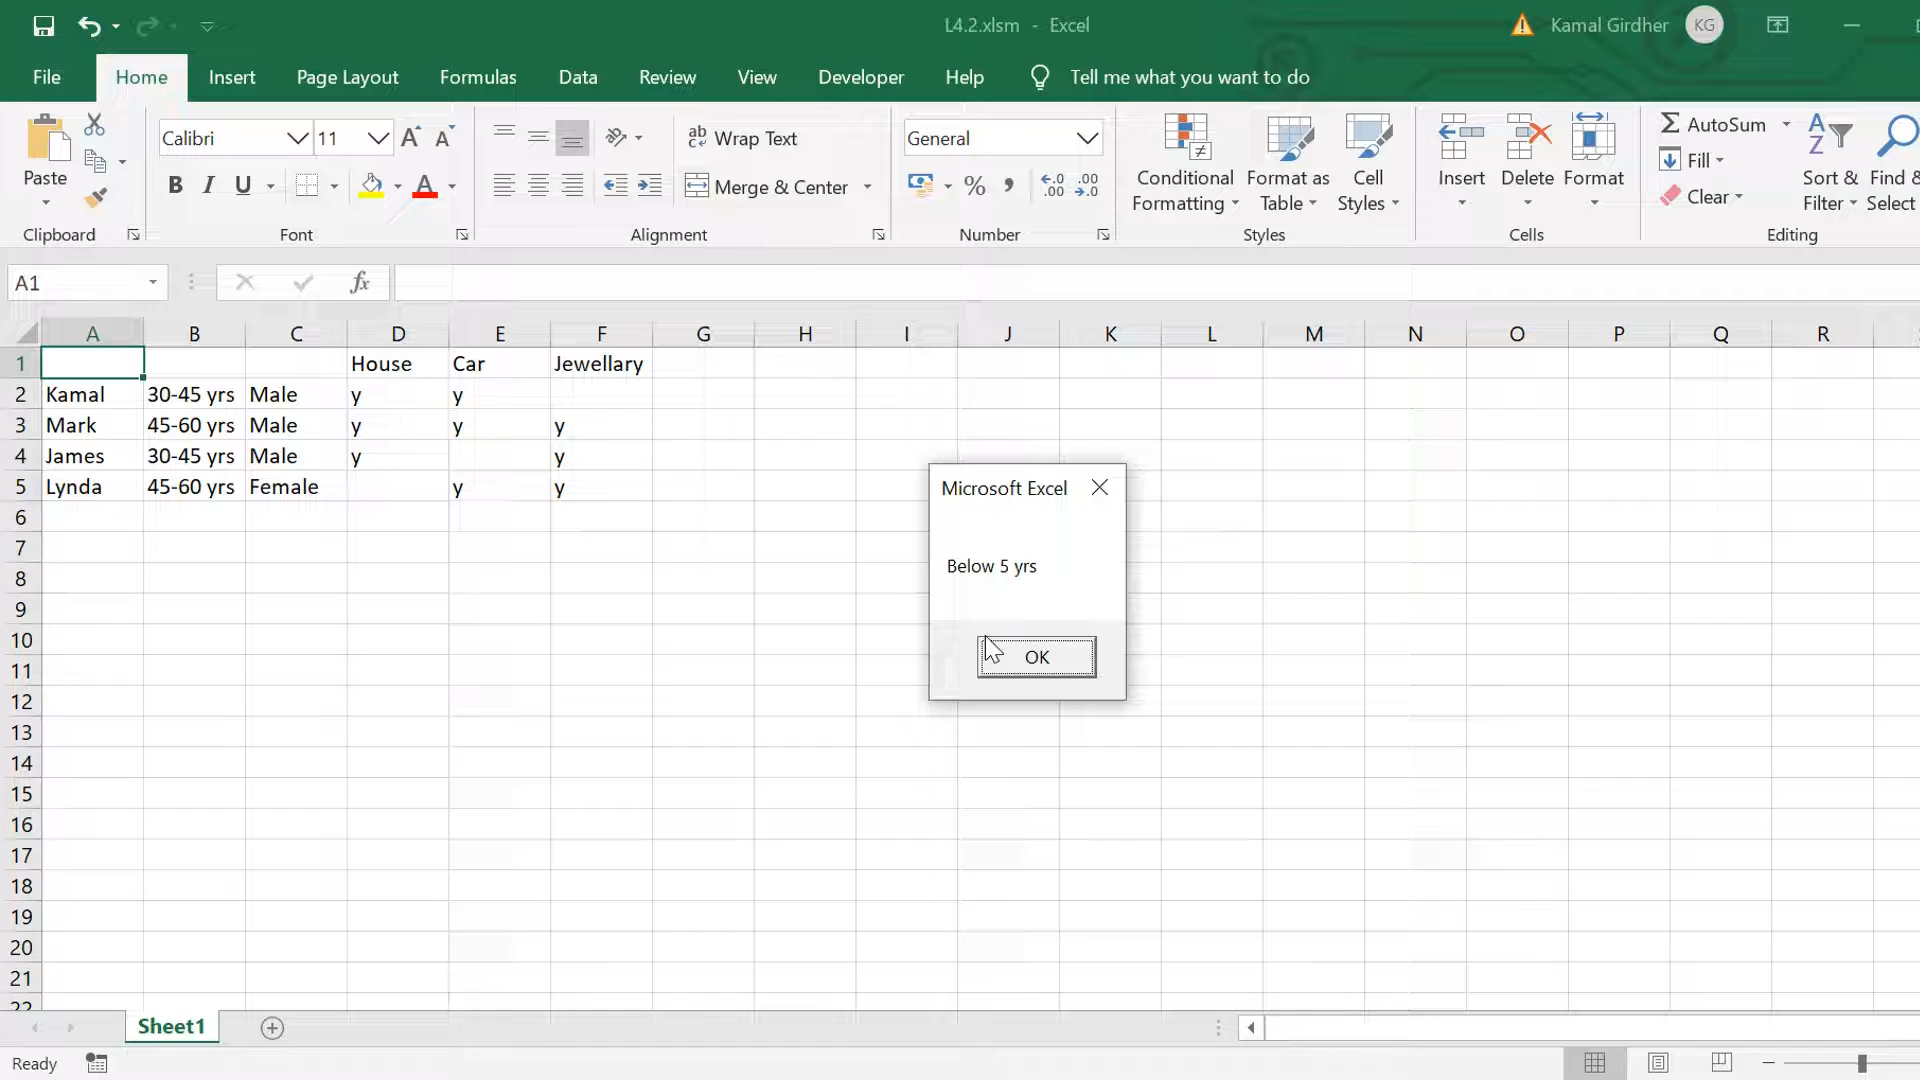 L4.2.xlsm - Excel
Kamal Girdher KG
File Home Insert Page Layout Formulas Data Review View Developer Help Tell me what you want to do
Paste
Clipboard
Calibri 11 A A
B I U A
Font
ab Wrap Text
Merge & Center
Alignment
General
% , .00 .00 .0
Number
Conditional Formatting
Format as Table
Cell Styles
Styles
Insert Delete Format
Cells
AutoSum
Fill
Clear
Sort & Filter
Find & Select
Editing
A1 fx
A B C D E F G H I J K L M N O P Q R
1 House Car Jewellary
2 Kamal 30-45 yrs Male y y
3 Mark 45-60 yrs Male y y y
4 James 30-45 yrs Male y y
5 Lynda 45-60 yrs Female y y
6
7
8
9
10
11
12
13
14
15
16
17
18
19
20
21
22
Microsoft Excel
Below 5 yrs
OK
Sheet1
Ready